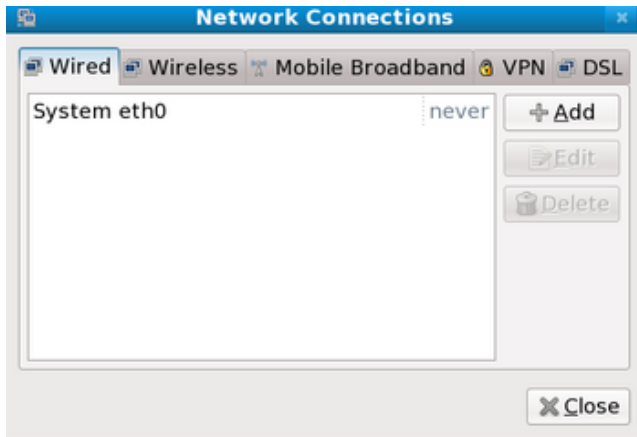 Network Connections
Wired Wireless Mobile Broadband VPN DSL
System eth0 never
Add
Edit
Delete
Close